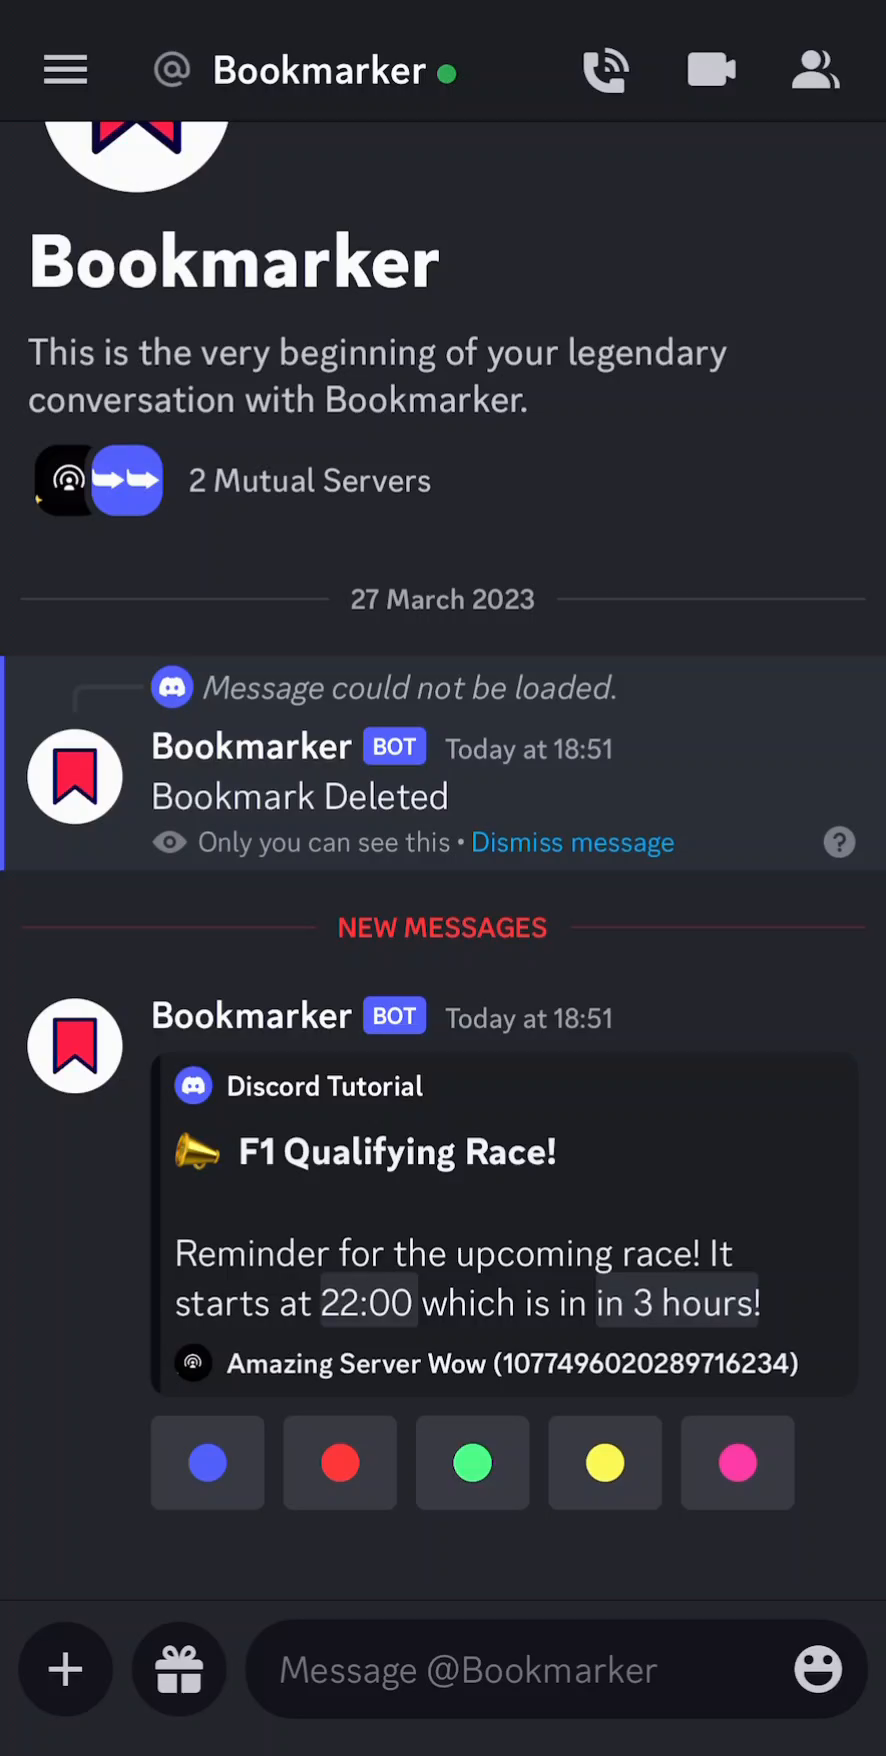 @ Bookmarker
Bookmarker
This is the very beginning of your legendary
conversation with Bookmarker.
2 Mutual Servers
27 March 2023
Message could not be loaded.
Bookmarker BOT Today at 18:51
Bookmark Deleted
Only you can see this • Dismiss message ?
NEW MESSAGES
Bookmarker BOT Today at 18:51
Discord Tutorial
F1 Qualifying Race!
Reminder for the upcoming race! It
starts at 22:00 which is in in 3 hours!
Amazing Server Wow (1077496020289716234)
Message @Bookmarker